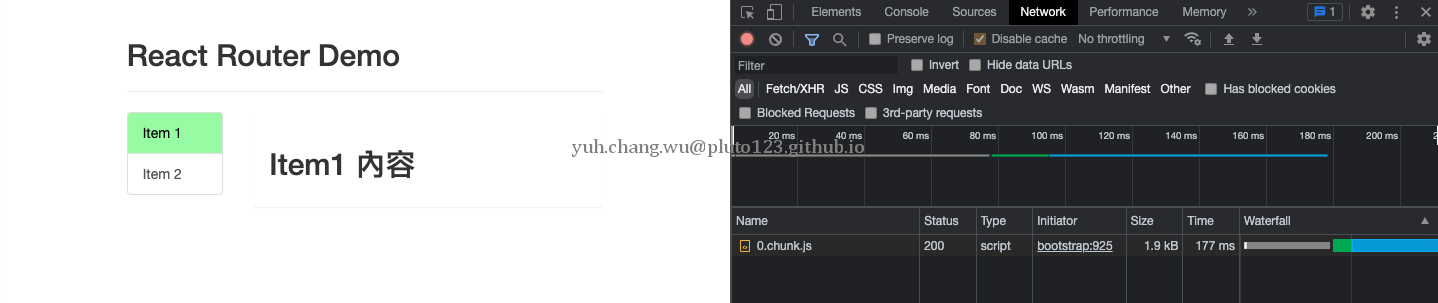 React Router Demo
Item 1
Item 2
Item1 內容
yuh.chang.wu@pluto123.github.io
Elements Console Sources Network Performance Memory » 1
Preserve log Disable cache No throttling
Filter Invert Hide data URLs
All Fetch/XHR JS CSS Img Media Font Doc WS Wasm Manifest Other Has blocked cookies
Blocked Requests 3rd-party requests
20 ms 40 ms 60 ms 80 ms 100 ms 120 ms 140 ms 160 ms 180 ms 200 ms 2
Name Status Type Initiator Size Time Waterfall
0.chunk.js 200 script bootstrap:925 1.9 kB 177 ms